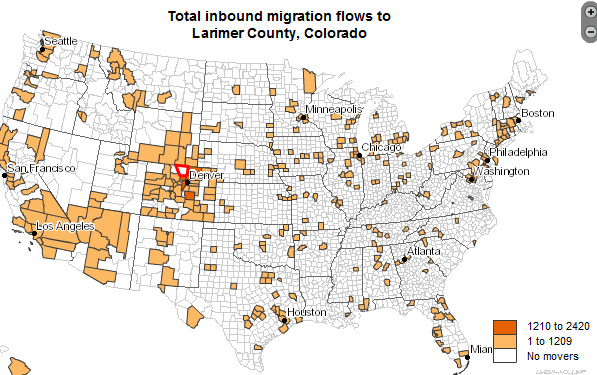 Total inbound migration flows to
Larimer County, Colorado
Seattle
Minneapolis
Boston
Chicago
Philadelphia
San Francisco
Denver
Washington
Los Angeles
Atlanta
Houston
Mian
1210 to 2420
1 to 1209
No movers